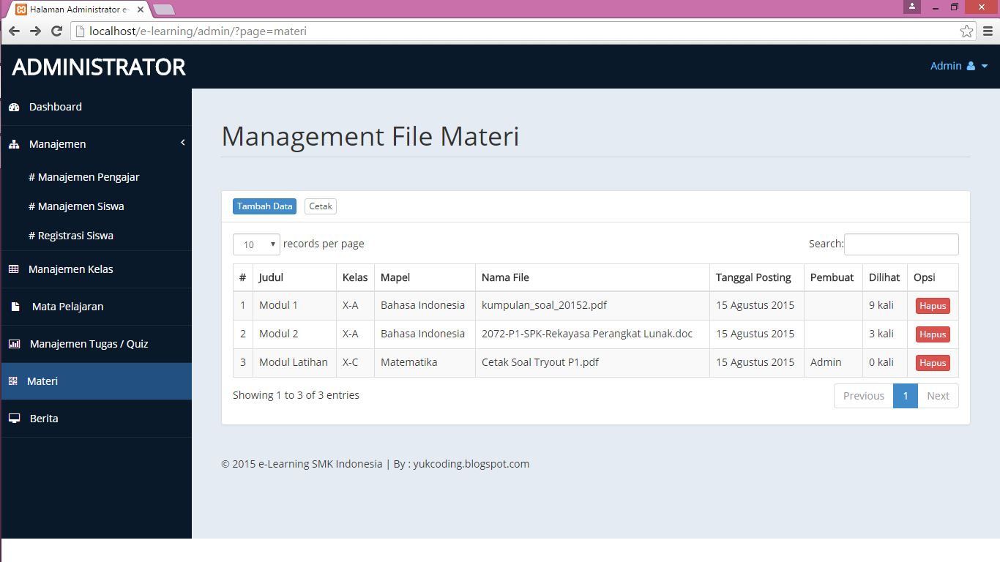 Halaman Administrator e-
localhost/e-learning/admin/?page=materi
ADMINISTRATOR
Admin
Dashboard
Manajemen
# Manajemen Pengajar
# Manajemen Siswa
# Registrasi Siswa
Manajemen Kelas
Mata Pelajaran
Manajemen Tugas / Quiz
Materi
Berita
Management File Materi
Tambah Data Cetak
10 records per page Search:
# Judul Kelas Mapel Nama File Tanggal Posting Pembuat Dilihat Opsi
1 Modul 1 X-A Bahasa Indonesia kumpulan_soal_20152.pdf 15 Agustus 2015 9 kali Hapus
2 Modul 2 X-A Bahasa Indonesia 2072-P1-SPK-Rekayasa Perangkat Lunak.doc 15 Agustus 2015 3 kali Hapus
3 Modul Latihan X-C Matematika Cetak Soal Tryout P1.pdf 15 Agustus 2015 Admin 0 kali Hapus
Showing 1 to 3 of 3 entries Previous 1 Next
© 2015 e-Learning SMK Indonesia | By : yukcoding.blogspot.com